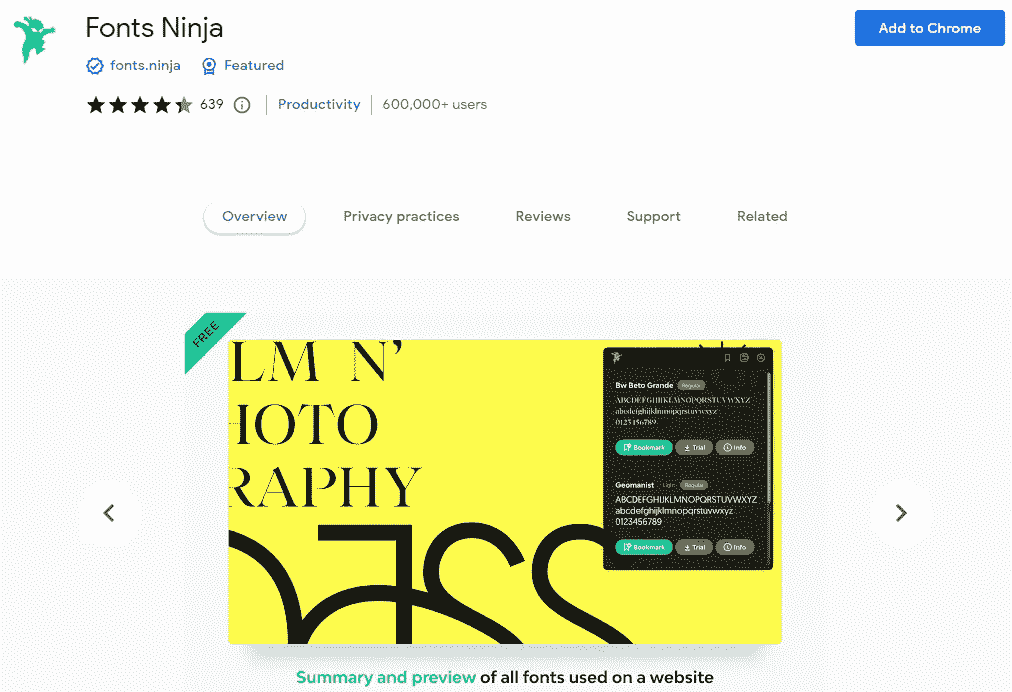 Fonts Ninja
Add to Chrome
fonts.ninja
Featured
639
Productivity
600,000+ users
Overview
Privacy practices
Reviews
Support
Related
FREE
LM N’
HOTO
RAPHY
Bw Beto Grande Regular
ABCDEFGHIJKLMNOPQRSTUVWXYZ
abcdefghijklmnopqrstuvwxyz
0123456789
Bookmark
Trial
Info
Geomanist Light Regular
ABCDEFGHIJKLMNOPQRSTUVWXYZ
abcdefghijklmnopqrstuvwxyz
0123456789
Bookmark
Trial
Info
Summary and preview of all fonts used on a website